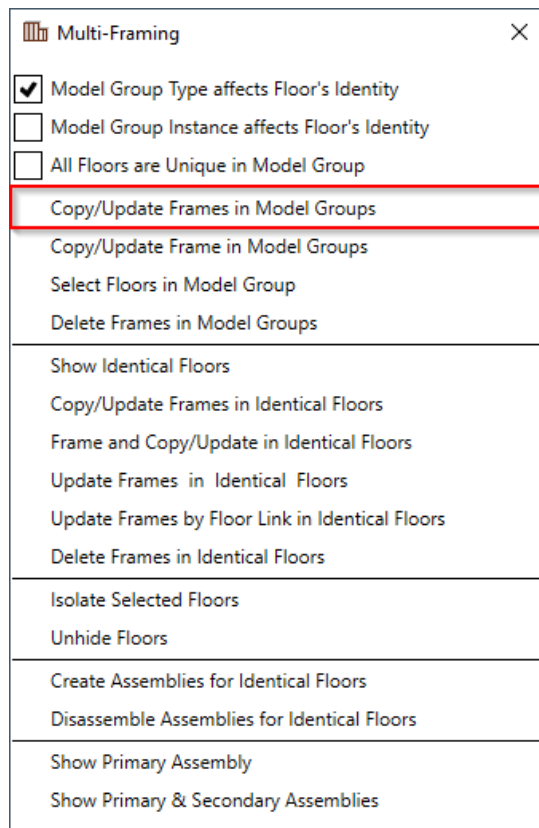 Multi-Framing
Model Group Type affects Floor's Identity
Model Group Instance affects Floor's Identity
All Floors are Unique in Model Group
Copy/Update Frames in Model Groups
Copy/Update Frame in Model Groups
Select Floors in Model Group
Delete Frames in Model Groups
Show Identical Floors
Copy/Update Frames in Identical Floors
Frame and Copy/Update in Identical Floors
Update Frames  in  Identical  Floors
Update Frames by Floor Link in Identical Floors
Delete Frames in Identical Floors
Isolate Selected Floors
Unhide Floors
Create Assemblies for Identical Floors
Disassemble Assemblies for Identical Floors
Show Primary Assembly
Show Primary & Secondary Assemblies